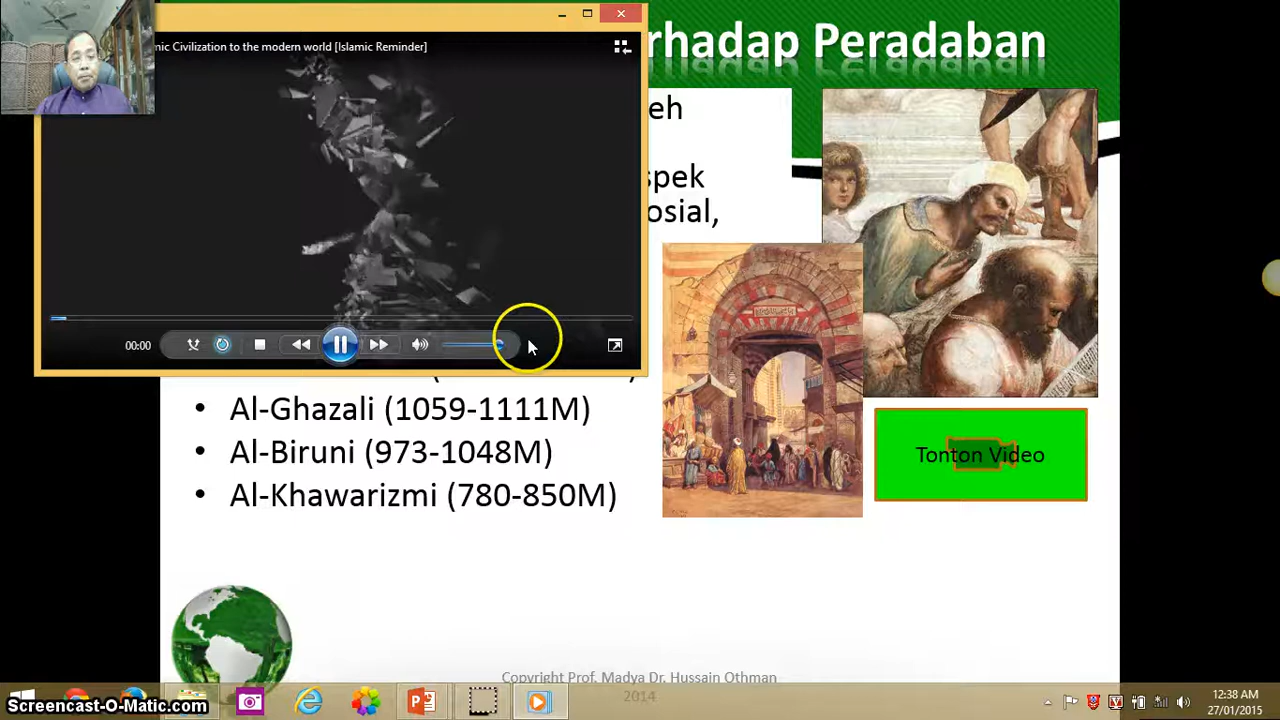 mic Civilization to the modern world [Islamic Reminder]
rhadap Peradaban
eh
spek
osial,
00:00
Al-Ghazali (1059-1111M)
Al-Biruni (973-1048M)
Al-Khawarizmi (780-850M)
Tonton Video
Copyright Prof. Madya Dr. Hussain Othman
2014
Screencast-O-Matic.com
12:38 AM
27/01/2015